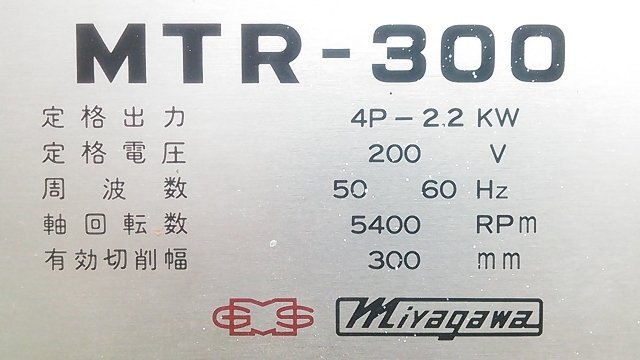 MTR-300
定格出力 4P-2.2 KW
定格電圧 200 V
周波数 50 60 Hz
軸回転数 5400 RPm
有効切削幅 300 mm
Miyagawa